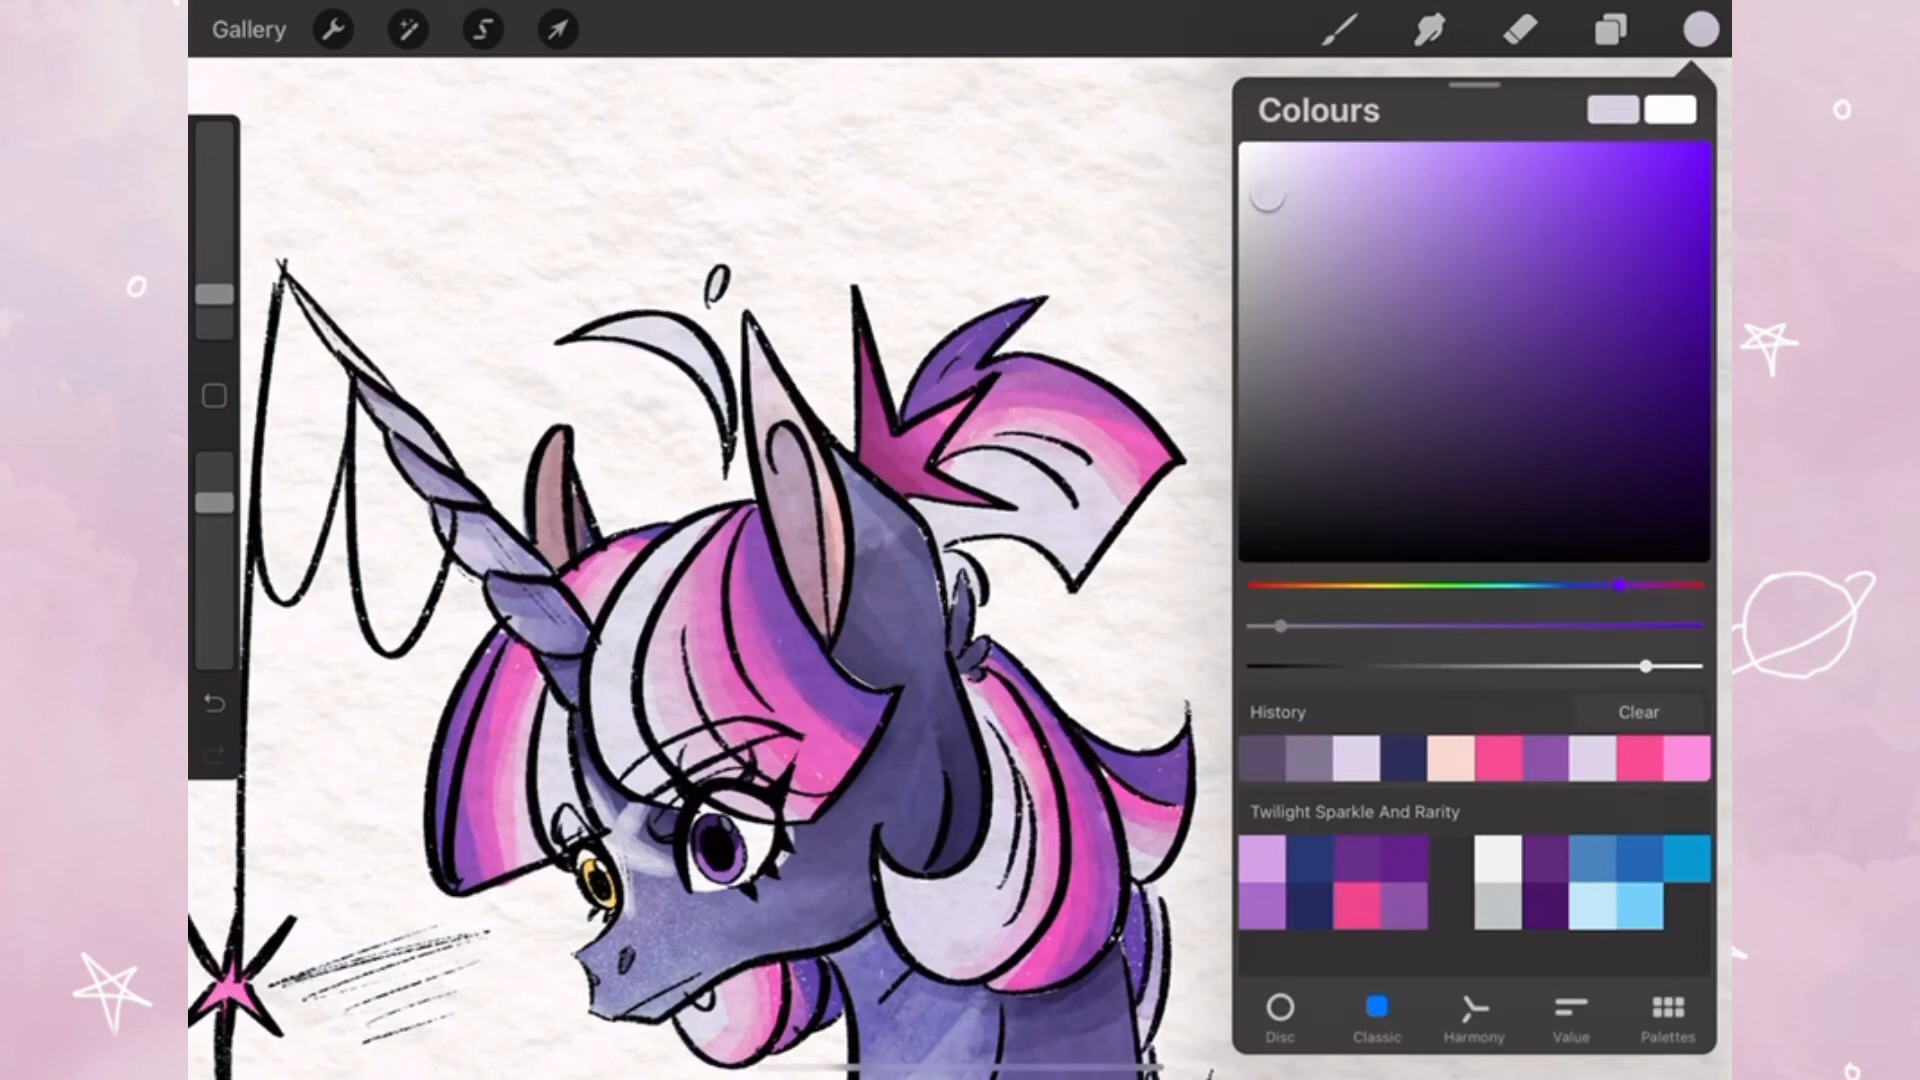 Gallery
Colours
History
Clear
Twilight Sparkle And Rarity
Disc
Classic
Harmony
Value
Palettes